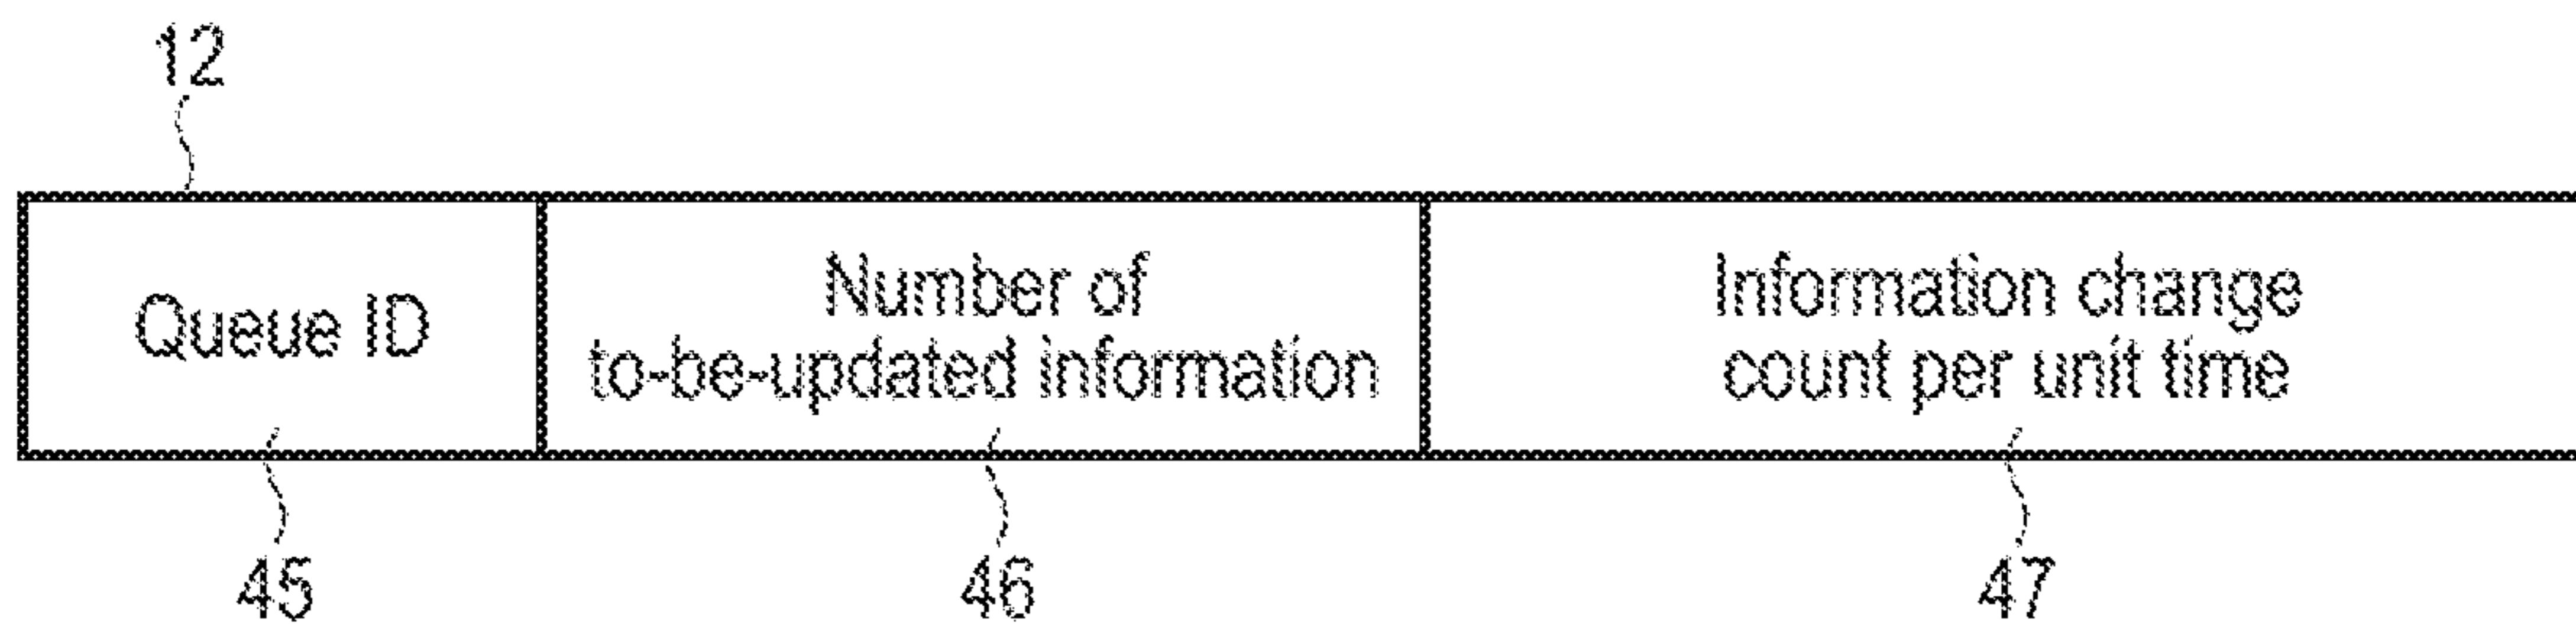 12
Queue ID
Number of
to-be-updated information
Information change
count per unit time
45
46
47